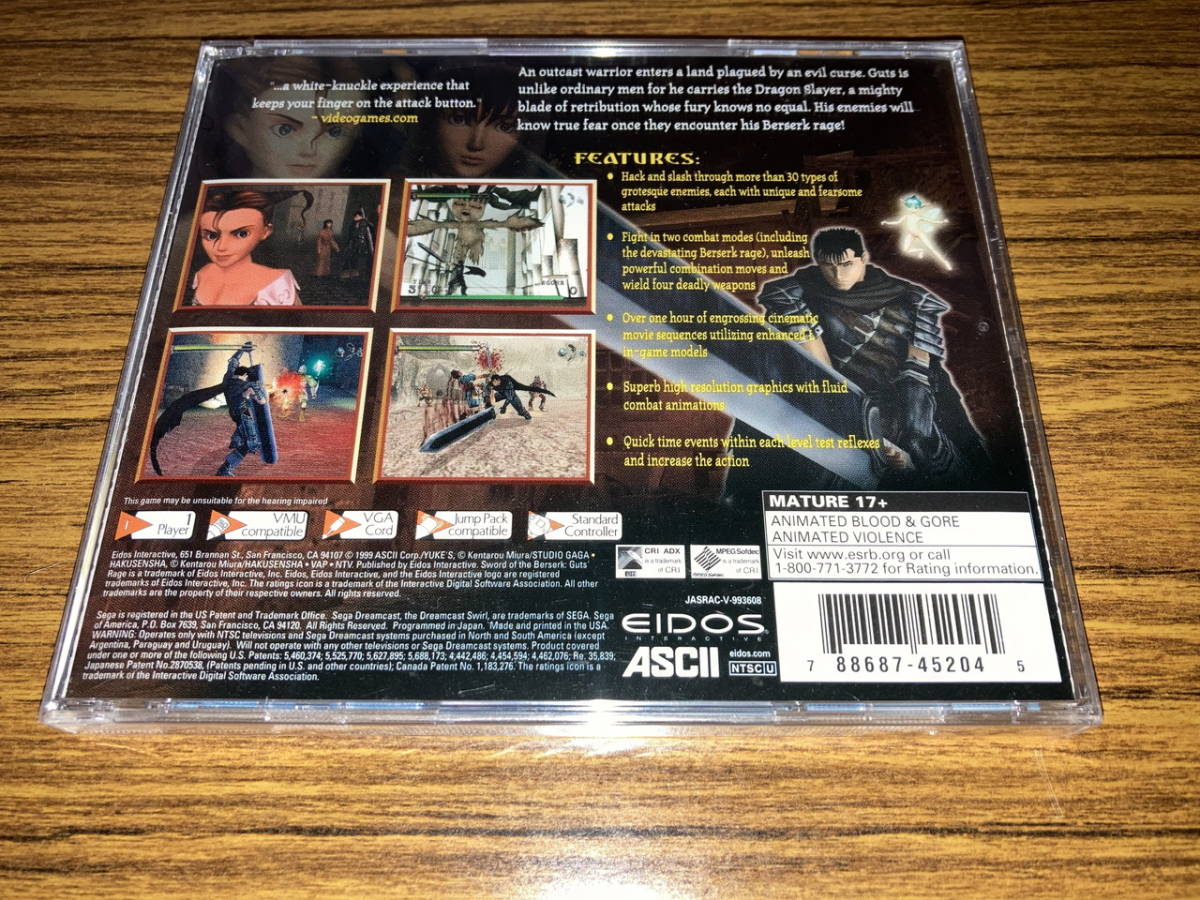 "...a white-knuckle experience that
keeps your finger on the attack button."
~ videogames.com
An outcast warrior enters a land plagued by an evil curse. Guts is
unlike ordinary men for he carries the Dragon Slayer, a mighty
blade of retribution whose fury knows no equal. His enemies will
know true fear once they encounter his Berserk rage!
FEATURES:
• Hack and slash through more than 30 types of
grotesque enemies, each with unique and fearsome
attacks
• Fight in two combat modes (including
the devastating Berserk rage), unleash
powerful combination moves and
wield four deadly weapons
• Over one hour of engrossing cinematic
movie sequences utilizing enhanced
in-game models
• Superb high resolution graphics with fluid
combat animations
• Quick time events within each level test reflexes
and increase the action
This game may be unsuitable for the hearing impaired
1
Player
VMU
compatible
VGA
Cord
Jump Pack
compatible
Standard
Controller
Eidos Interactive, 651 Brannan St., San Francisco, CA 94107 © 1999 ASCII Corp./YUKE'S, © Kentarou Miura/STUDIO GAGA •
HAKUSENSHA, © Kentarou Miura/HAKUSENSHA • VAP • NTV. Published by Eidos Interactive. Sword of the Berserk: Guts'
Rage is a trademark of Eidos Interactive, Inc. Eidos, Eidos Interactive, and the Eidos Interactive logo are registered
trademarks of Eidos Interactive, Inc. The ratings icon is a trademark of the Interactive Digital Software Association. All other
trademarks are the property of their respective owners. All rights reserved.
Sega is registered in the US Patent and Trademark Office. Sega Dreamcast, the Dreamcast Swirl, are trademarks of SEGA. Sega
of America, P.O. Box 7639, San Francisco, CA 94120. All Rights Reserved. Programmed in Japan. Made and printed in the USA.
WARNING: Operates only with NTSC televisions and Sega Dreamcast systems purchased in North and South America (except
Argentina, Paraguay and Uruguay). Will not operate with any other televisions or Sega Dreamcast systems. Product covered
under one or more of the following U.S. Patents: 5,460,374; 5,525,770; 5,627,895; 5,688,173; 4,442,486; 4,454,594; 4,462,076; Re. 35,839;
Japanese Patent No.2870538, (Patents pending in U.S. and other countries); Canada Patent No. 1,183,276. The ratings icon is a
trademark of the Interactive Digital Software Association.
CRI ADX
is a trademark
of CRI
MPEG Sofdec
is a trademark
of CRI
JASRAC-V-993608
EIDOS
INTERACTIVE
ASCII
eidos.com
NTSC U
MATURE 17+
ANIMATED BLOOD & GORE
ANIMATED VIOLENCE
Visit www.esrb.org or call
1-800-771-3772 for Rating information.
7 88687-45204 5